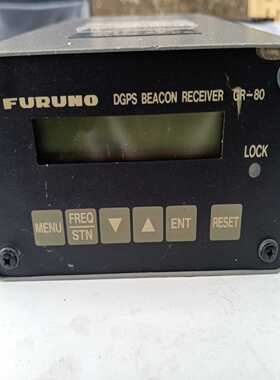 FURUNO DGPS BEACON RECEIVER GR-80
LOCK
MENU FREQ/STN ▼ ▲ ENT RESET